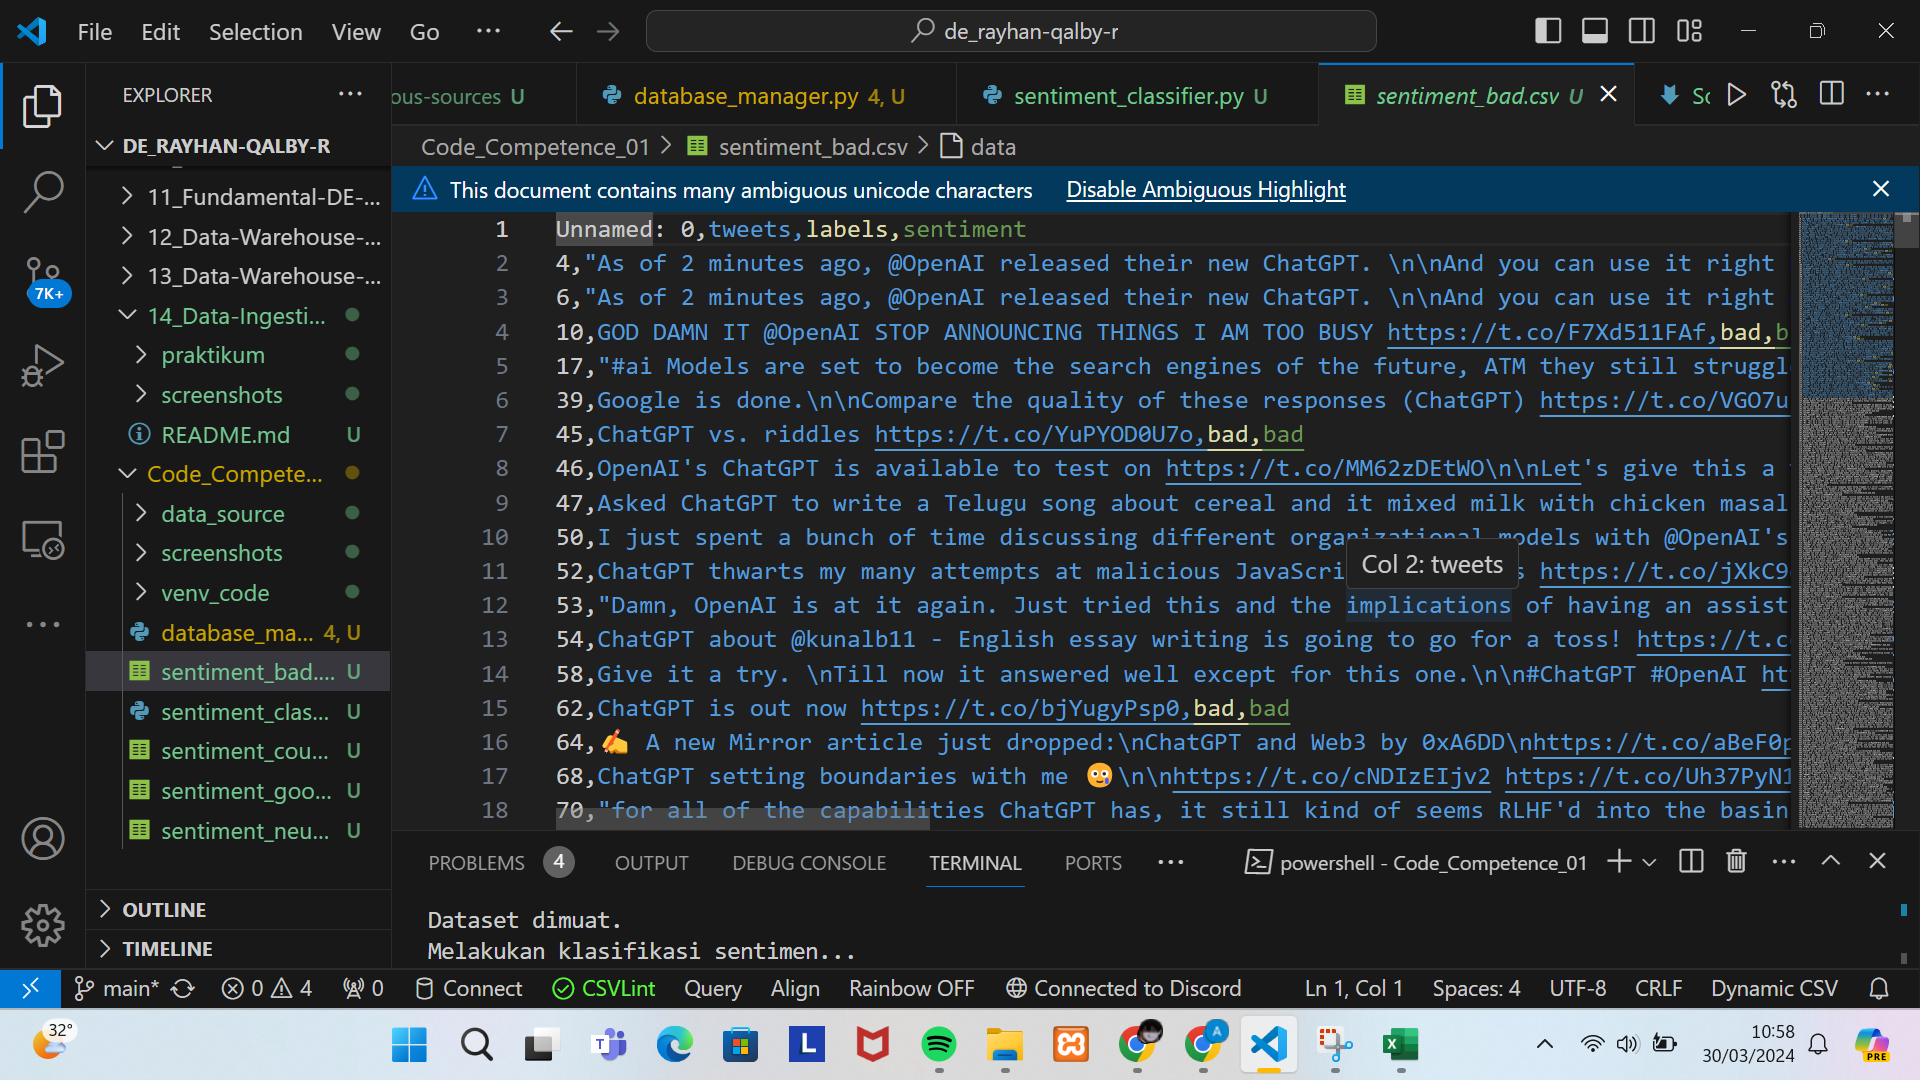 File Edit Selection View Go ···
de_rayhan-qalby-r
EXPLORER ···
ous-sources U
database_manager.py 4, U
sentiment_classifier.py U
sentiment_bad.csv U
Code_Competence_01 > sentiment_bad.csv > data
This document contains many ambiguous unicode characters Disable Ambiguous Highlight
DE_RAYHAN-QALBY-R
11_Fundamental-DE-...
12_Data-Warehouse-...
13_Data-Warehouse-...
14_Data-Ingesti...
praktikum
screenshots
README.md U
Code_Compete...
data_source
screenshots
venv_code
database_ma... 4, U
sentiment_bad.... U
sentiment_clas... U
sentiment_cou... U
sentiment_goo... U
sentiment_neu... U
OUTLINE
TIMELINE
7K+
1 Unnamed: 0,tweets,labels,sentiment
2 4,"As of 2 minutes ago, @OpenAI released their new ChatGPT. \n\nAnd you can use it right
3 6,"As of 2 minutes ago, @OpenAI released their new ChatGPT. \n\nAnd you can use it right
4 10,GOD DAMN IT @OpenAI STOP ANNOUNCING THINGS I AM TOO BUSY https://t.co/F7Xd511FAf,bad,b
5 17,"#ai Models are set to become the search engines of the future, ATM they still struggl
6 39,Google is done.\n\nCompare the quality of these responses (ChatGPT) https://t.co/VGO7u
7 45,ChatGPT vs. riddles https://t.co/YuPYOD0U7o,bad,bad
8 46,OpenAI's ChatGPT is available to test on https://t.co/MM62zDEtWO\n\nLet's give this a
9 47,Asked ChatGPT to write a Telugu song about cereal and it mixed milk with chicken masal
10 50,I just spent a bunch of time discussing different organizational models with @OpenAI's
11 52,ChatGPT thwarts my many attempts at malicious JavaScri https://t.co/jXkC9
12 53,"Damn, OpenAI is at it again. Just tried this and the implications of having an assist
13 54,ChatGPT about @kunalb11 - English essay writing is going to go for a toss! https://t.c
14 58,Give it a try. \nTill now it answered well except for this one.\n\n#ChatGPT #OpenAI ht
15 62,ChatGPT is out now https://t.co/bjYugyPsp0,bad,bad
16 64,✍ A new Mirror article just dropped:\nChatGPT and Web3 by 0xA6DD\nhttps://t.co/aBeF0p
17 68,ChatGPT setting boundaries with me 😳\n\nhttps://t.co/cNDIzEIjv2 https://t.co/Uh37PyN1
18 70,"for all of the capabilities ChatGPT has, it still kind of seems RLHF'd into the basin
Col 2: tweets
PROBLEMS 4 OUTPUT DEBUG CONSOLE TERMINAL PORTS ··· powershell - Code_Competence_01
Dataset dimuat.
Melakukan klasifikasi sentimen...
main* 0 4 0 Connect CSVLint Query Align Rainbow OFF Connected to Discord Ln 1, Col 1 Spaces: 4 UTF-8 CRLF Dynamic CSV
32°
10:58
30/03/2024
PRE